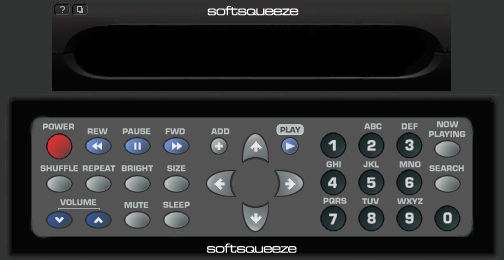 ?
softsqueeze
POWER REW PAUSE FWD ADD PLAY ABC DEF NOW PLAYING
1 2 3
SHUFFLE REPEAT BRIGHT SIZE GHI JKL MNO SEARCH
4 5 6
VOLUME MUTE SLEEP PQRS TUV WXYZ
7 8 9 0
softsqueeze